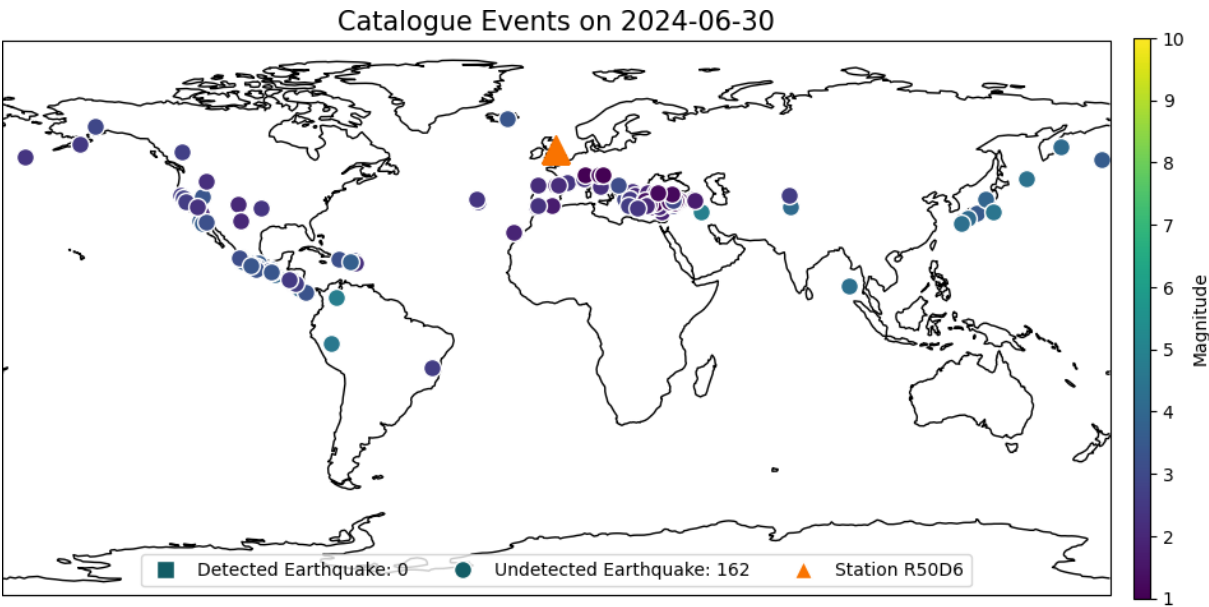 Catalogue Events on 2024-06-30
10
9
8
7
6
5
4
3
2
1
Magnitude
Detected Earthquake: 0
Undetected Earthquake: 162
Station R50D6